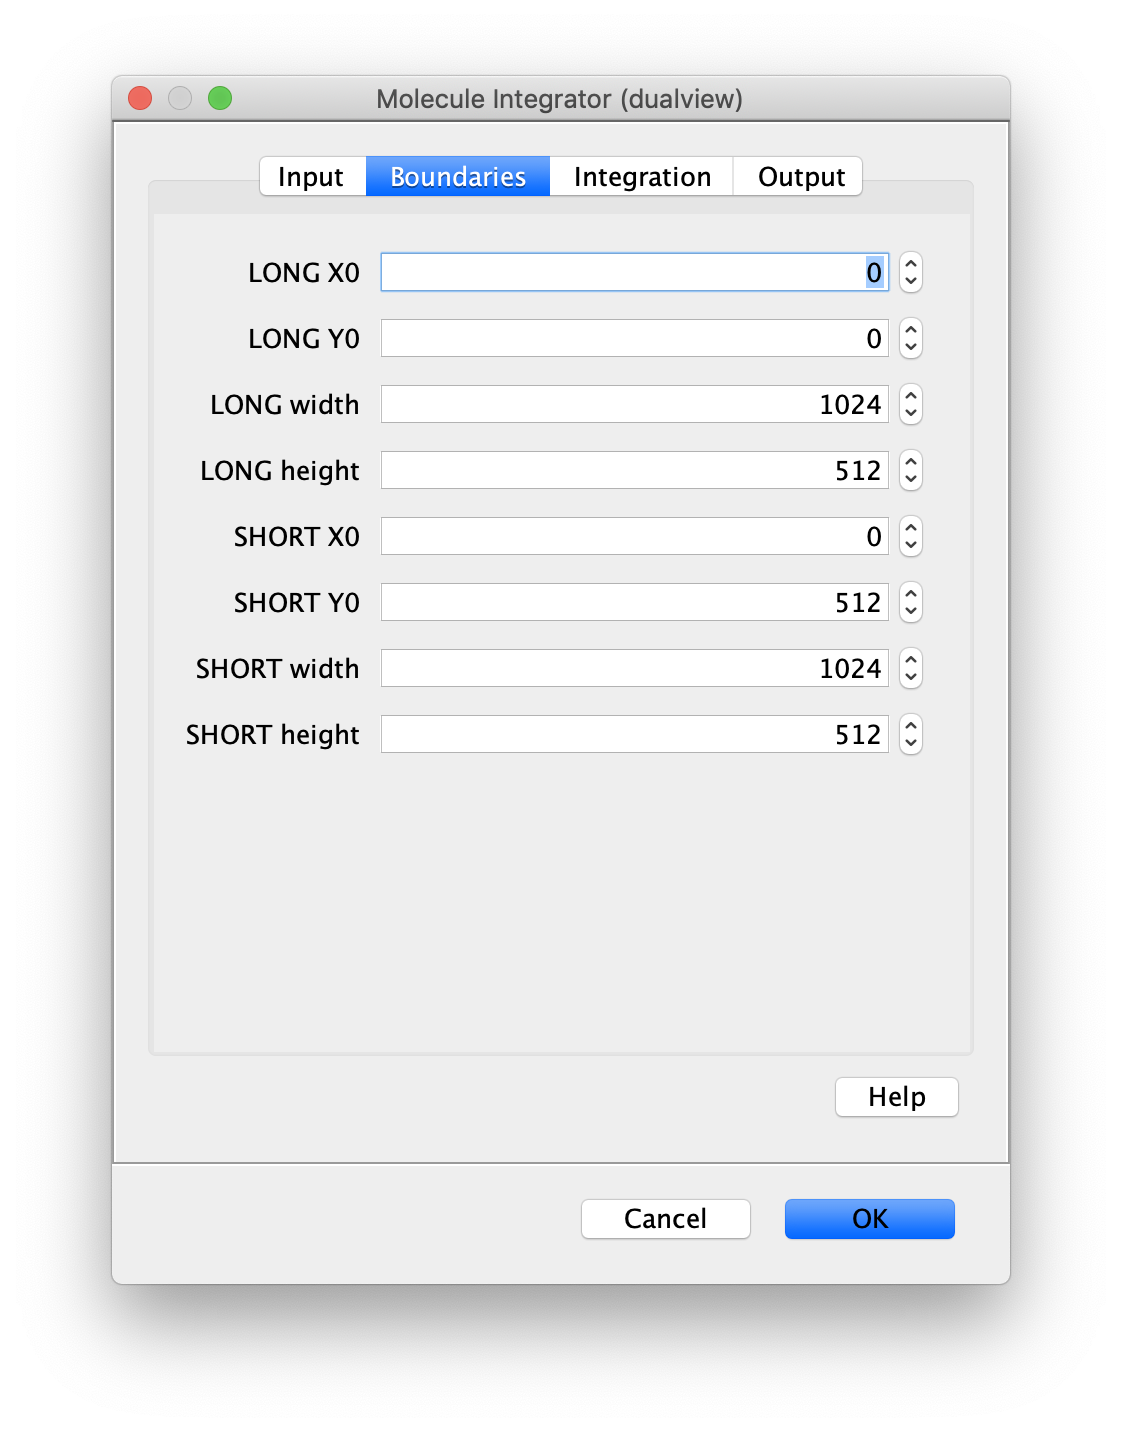 Molecule Integrator (dualview)
Input Boundaries Integration Output
LONG X0 0
LONG Y0 0
LONG width 1024
LONG height 512
SHORT X0 0
SHORT Y0 512
SHORT width 1024
SHORT height 512
Help
Cancel OK